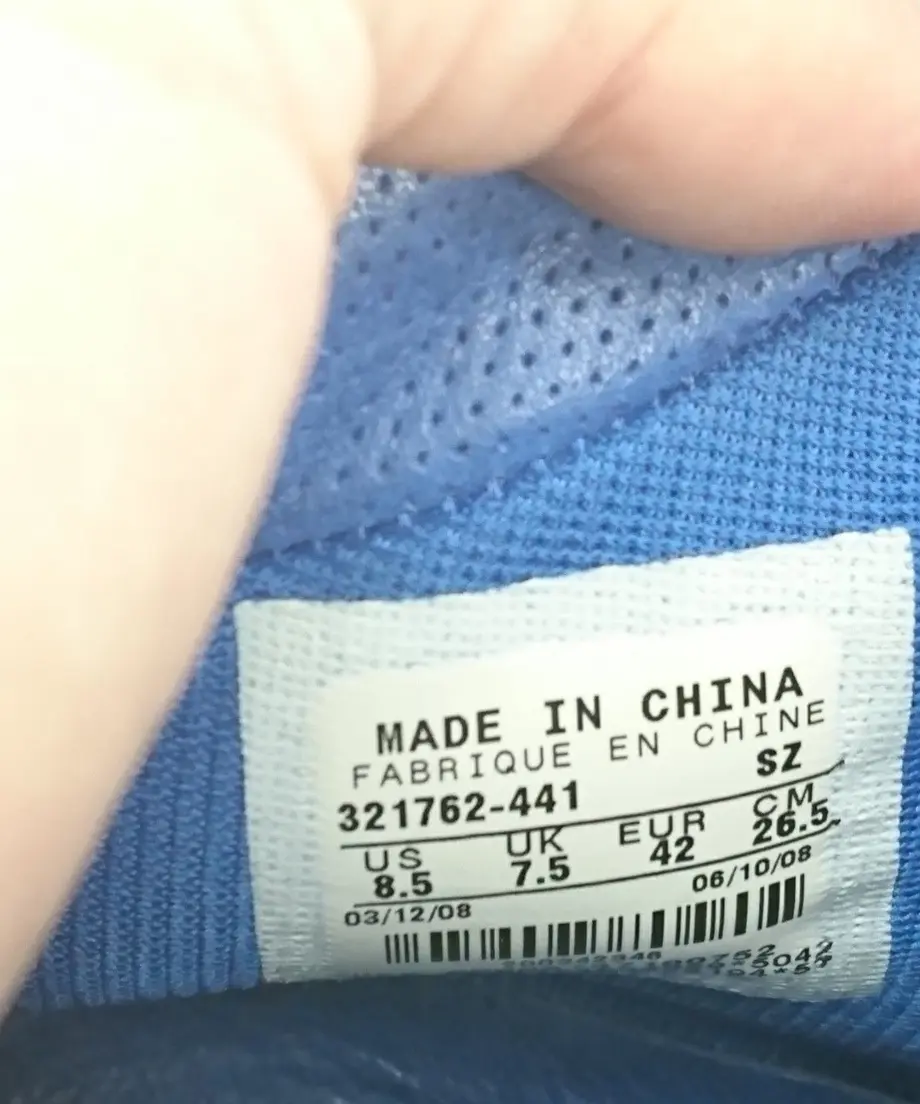 MADE IN CHINA
FABRIQUE EN CHINE
321762-441 SZ
US UK EUR CM
8.5 7.5 42 26.5
03/12/08 06/10/08